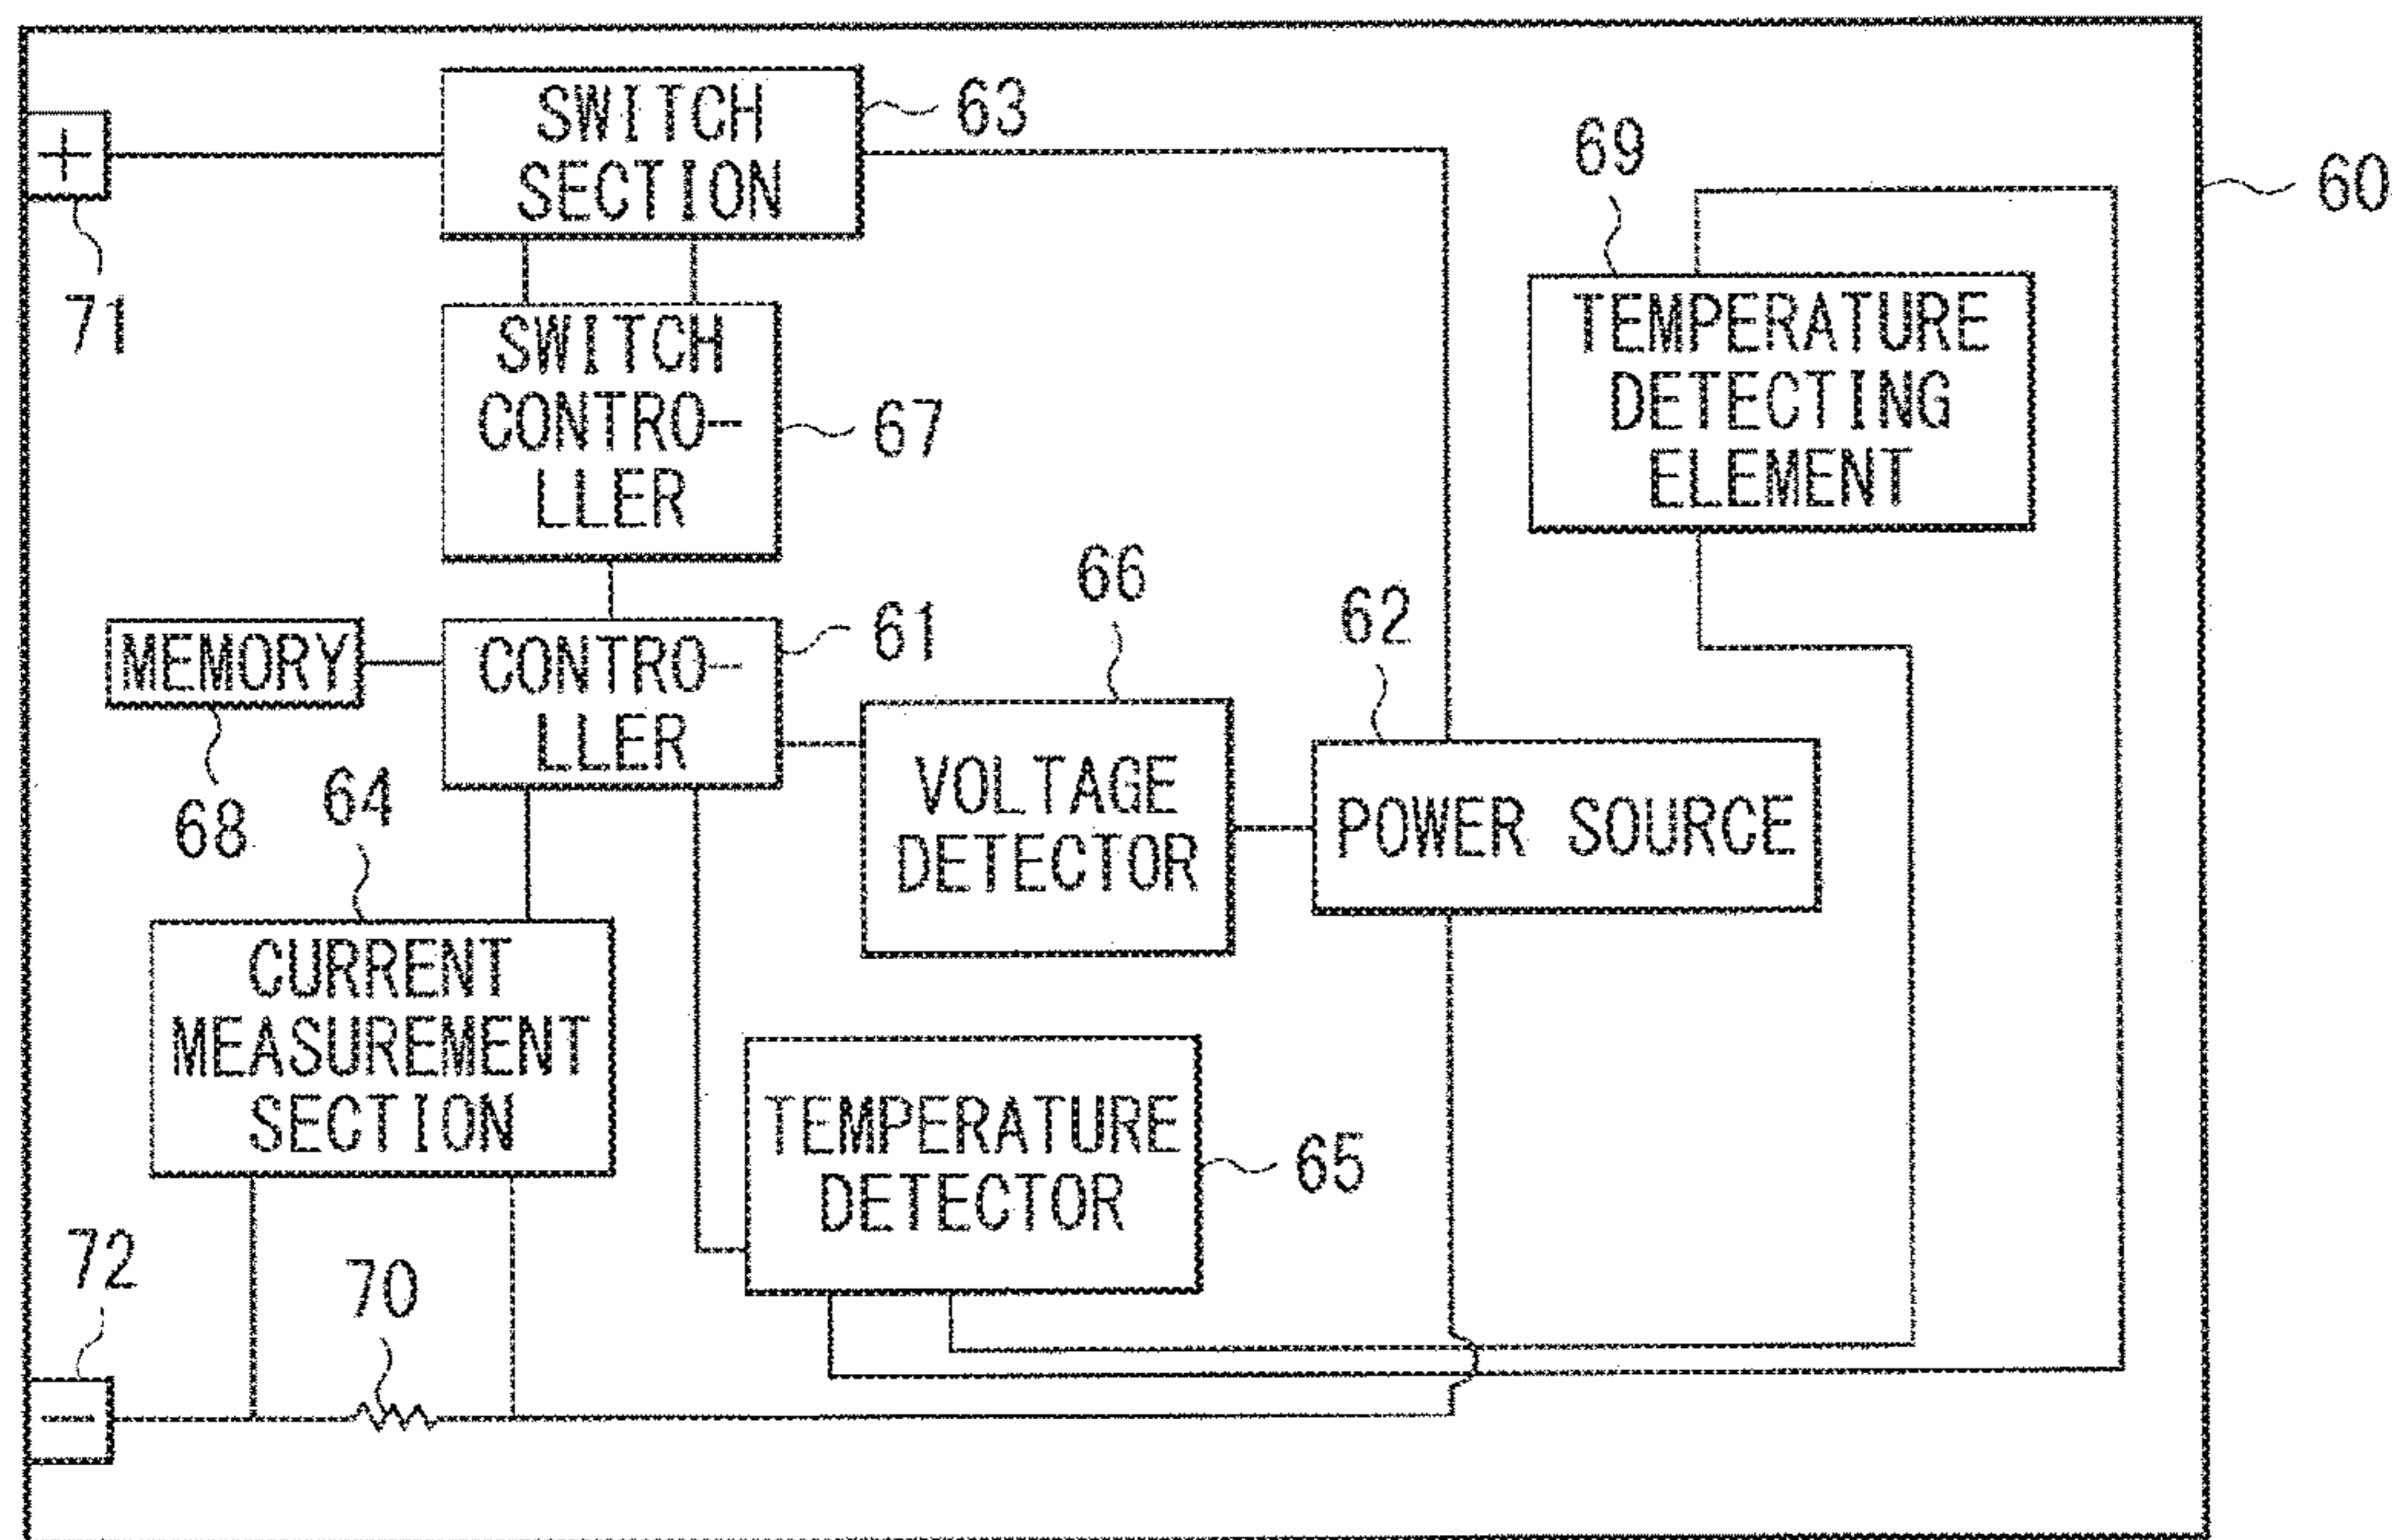 SWITCH
SECTION
63
+
71
69
60
SWITCH
CONTRO-
LLER
67
TEMPERATURE
DETECTING
ELEMENT
66
62
61
MEMORY
68
CONTRO-
LLER
VOLTAGE
DETECTOR
POWER SOURCE
64
CURRENT
MEASUREMENT
SECTION
TEMPERATURE
DETECTOR
65
72
70
−